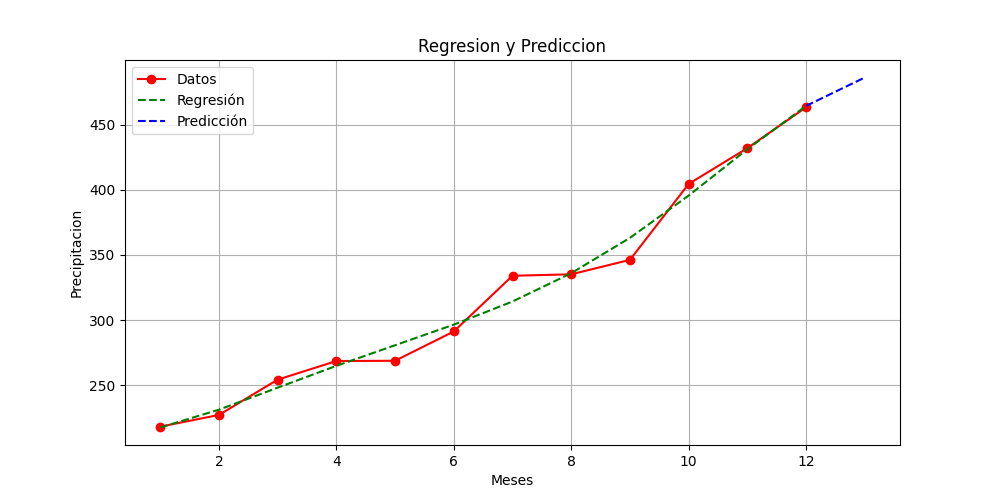 Regresion y Prediccion
Datos
Regresión
Predicción
450
400
350
300
250
Precipitacion
2 4 6 8 10 12
Meses